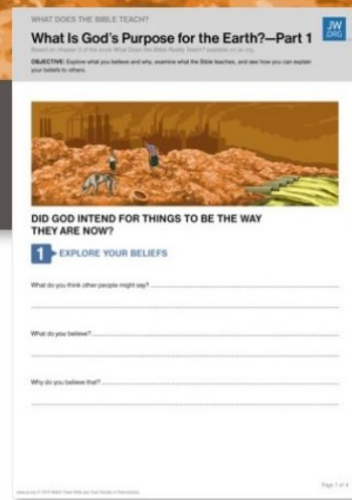 WHAT DOES THE BIBLE TEACH?
JW
.ORG
What Is God's Purpose for the Earth?—Part 1
Based on chapter 3 of the book What Does the Bible Really Teach? available on jw.org
OBJECTIVE: Explore what you believe and why, examine what the Bible teaches, and see how you can explain
your beliefs to others.
DID GOD INTEND FOR THINGS TO BE THE WAY
THEY ARE NOW?
1 EXPLORE YOUR BELIEFS
What do you think other people might say?
What do you believe?
Why do you believe that?
Page 1 of 4